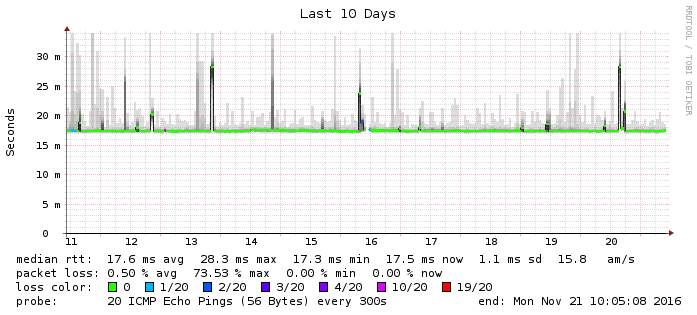 Last 10 Days
RRDTOOL / TOBI OETIKER
Seconds
30 m
25 m
20 m
15 m
10 m
5 m
0
11 12 13 14 15 16 17 18 19 20
median rtt: 17.6 ms avg 28.3 ms max 17.3 ms min 17.5 ms now 1.1 ms sd 15.8 am/s
packet loss: 0.50 % avg 73.53 % max 0.00 % min 0.00 % now
loss color: 0 1/20 2/20 3/20 4/20 10/20 19/20
probe: 20 ICMP Echo Pings (56 Bytes) every 300s end: Mon Nov 21 10:05:08 2016